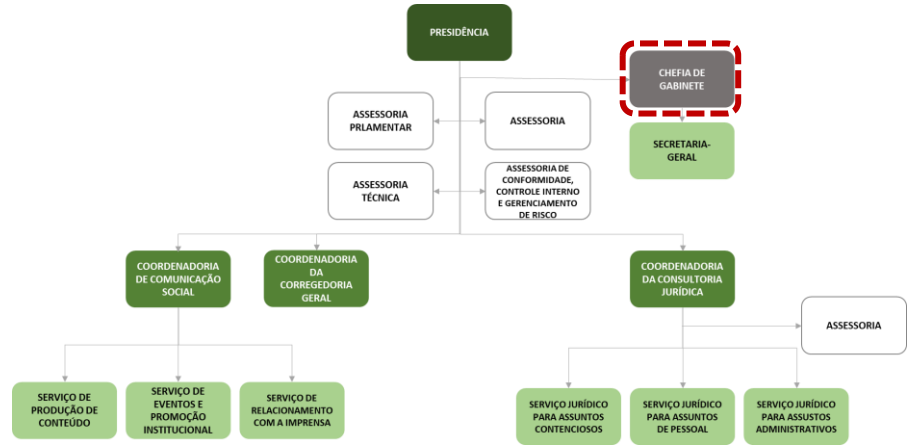 PRESIDÊNCIA
CHEFIA DE
GABINETE
ASSESSORIA
PRLAMENTAR
ASSESSORIA
SECRETARIA-
GERAL
ASSESSORIA
TÉCNICA
ASSESSORIA DE
CONFORMIDADE,
CONTROLE INTERNO
E GERENCIAMENTO
DE RISCO
COORDENADORIA
DE COMUNICAÇÃO
SOCIAL
COORDENADORIA
DA
CORREGEDORIA
GERAL
COORDENADORIA
DA CONSULTORIA
JURÍDICA
ASSESSORIA
SERVIÇO DE
PRODUÇÃO DE
CONTEÚDO
SERVIÇO DE
EVENTOS E
PROMOÇÃO
INSTITUCIONAL
SERVIÇO DE
RELACIONAMENTO
COM A IMPRENSA
SERVIÇO JURÍDICO
PARA ASSUNTOS
CONTENCIOSOS
SERVIÇO JURÍDICO
PARA ASSUNTOS
DE PESSOAL
SERVIÇO JURÍDICO
PARA ASSUSTOS
ADMINISTRATIVOS